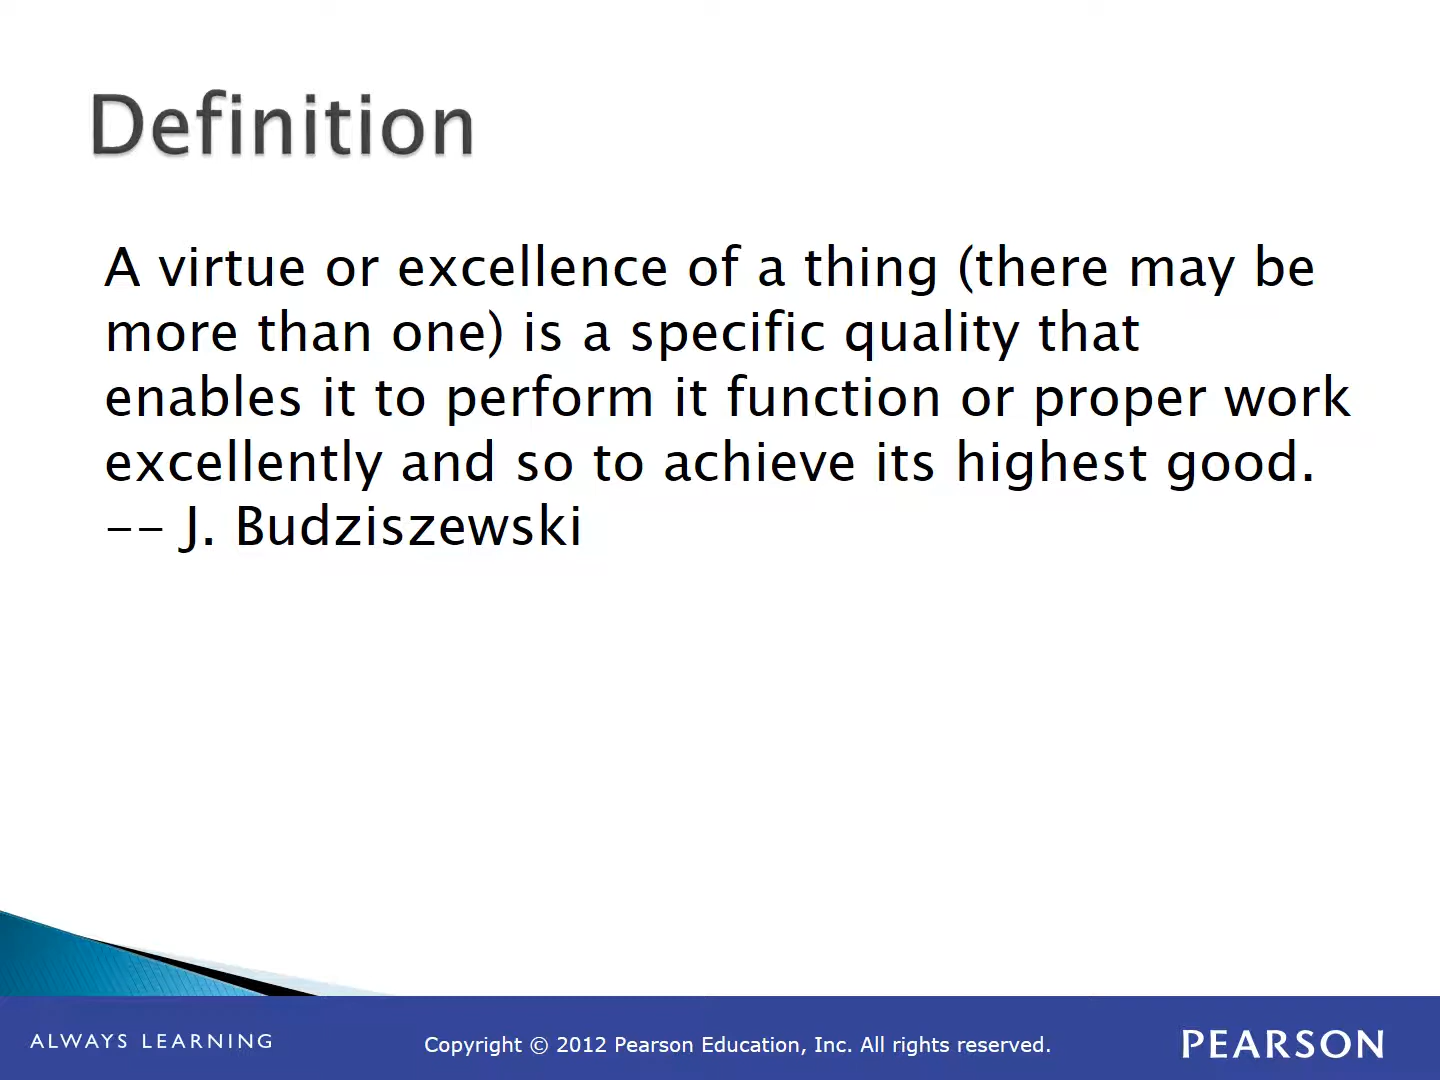 Definition
A virtue or excellence of a thing (there may be
more than one) is a specific quality that
enables it to perform it function or proper work
excellently and so to achieve its highest good.
-- J. Budziszewski
ALWAYS LEARNING
Copyright © 2012 Pearson Education, Inc. All rights reserved.
PEARSON